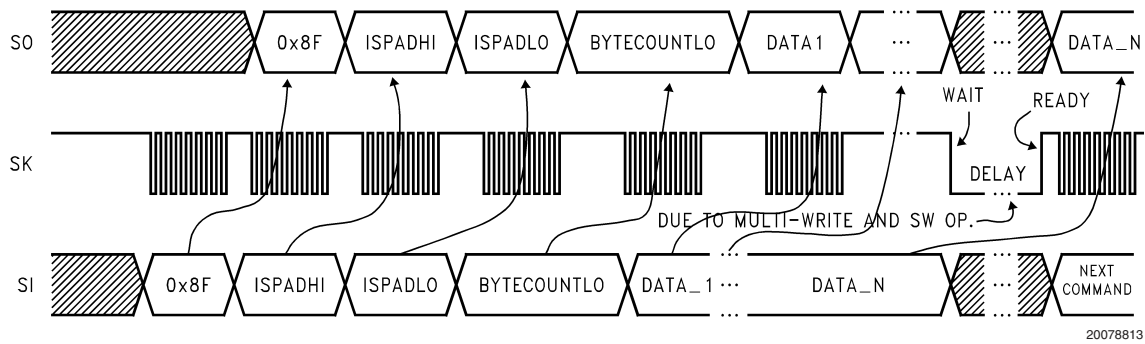 SO 0x8F ISPADHI ISPADLO BYTECOUNTLO DATA1 ... ... DATA_N
WAIT READY
SK ... DELAY ...
DUE TO MULTI-WRITE AND SW OP.
SI 0x8F ISPADHI ISPADLO BYTECOUNTLO DATA_1 ... DATA_N ... NEXT COMMAND
20078813